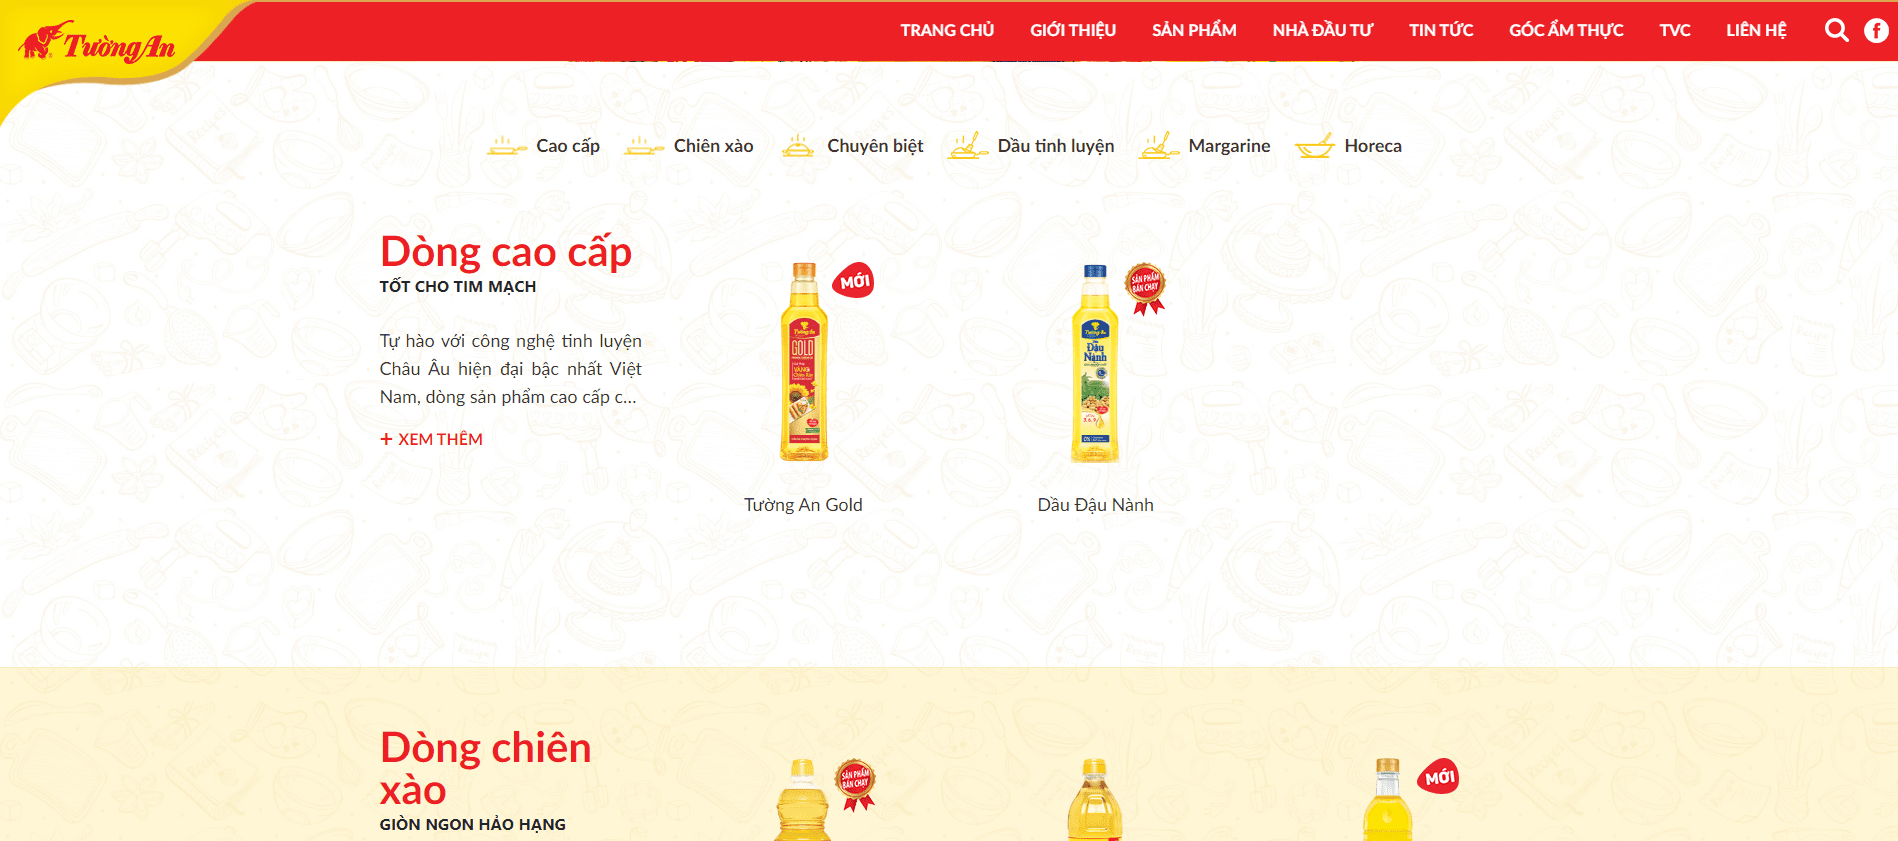 Tường An
TRANG CHỦ GIỚI THIỆU SẢN PHẨM NHÀ ĐẦU TƯ TIN TỨC GÓC ẨM THỰC TVC LIÊN HỆ
Cao cấp Chiên xào Chuyên biệt Dầu tinh luyện Margarine Horeca
Dòng cao cấp
TỐT CHO TIM MẠCH
Tự hào với công nghệ tinh luyện
Châu Âu hiện đại bậc nhất Việt
Nam, dòng sản phẩm cao cấp c...
+ XEM THÊM
MỚI
Tường An
GOLD
Tường An Gold
SẢN PHẨM
BÁN CHẠY
Tường An
Đậu
Nành
Dầu Đậu Nành
Dòng chiên
xào
GIÒN NGON HẢO HẠNG
SẢN PHẨM
BÁN CHẠY
MỚI